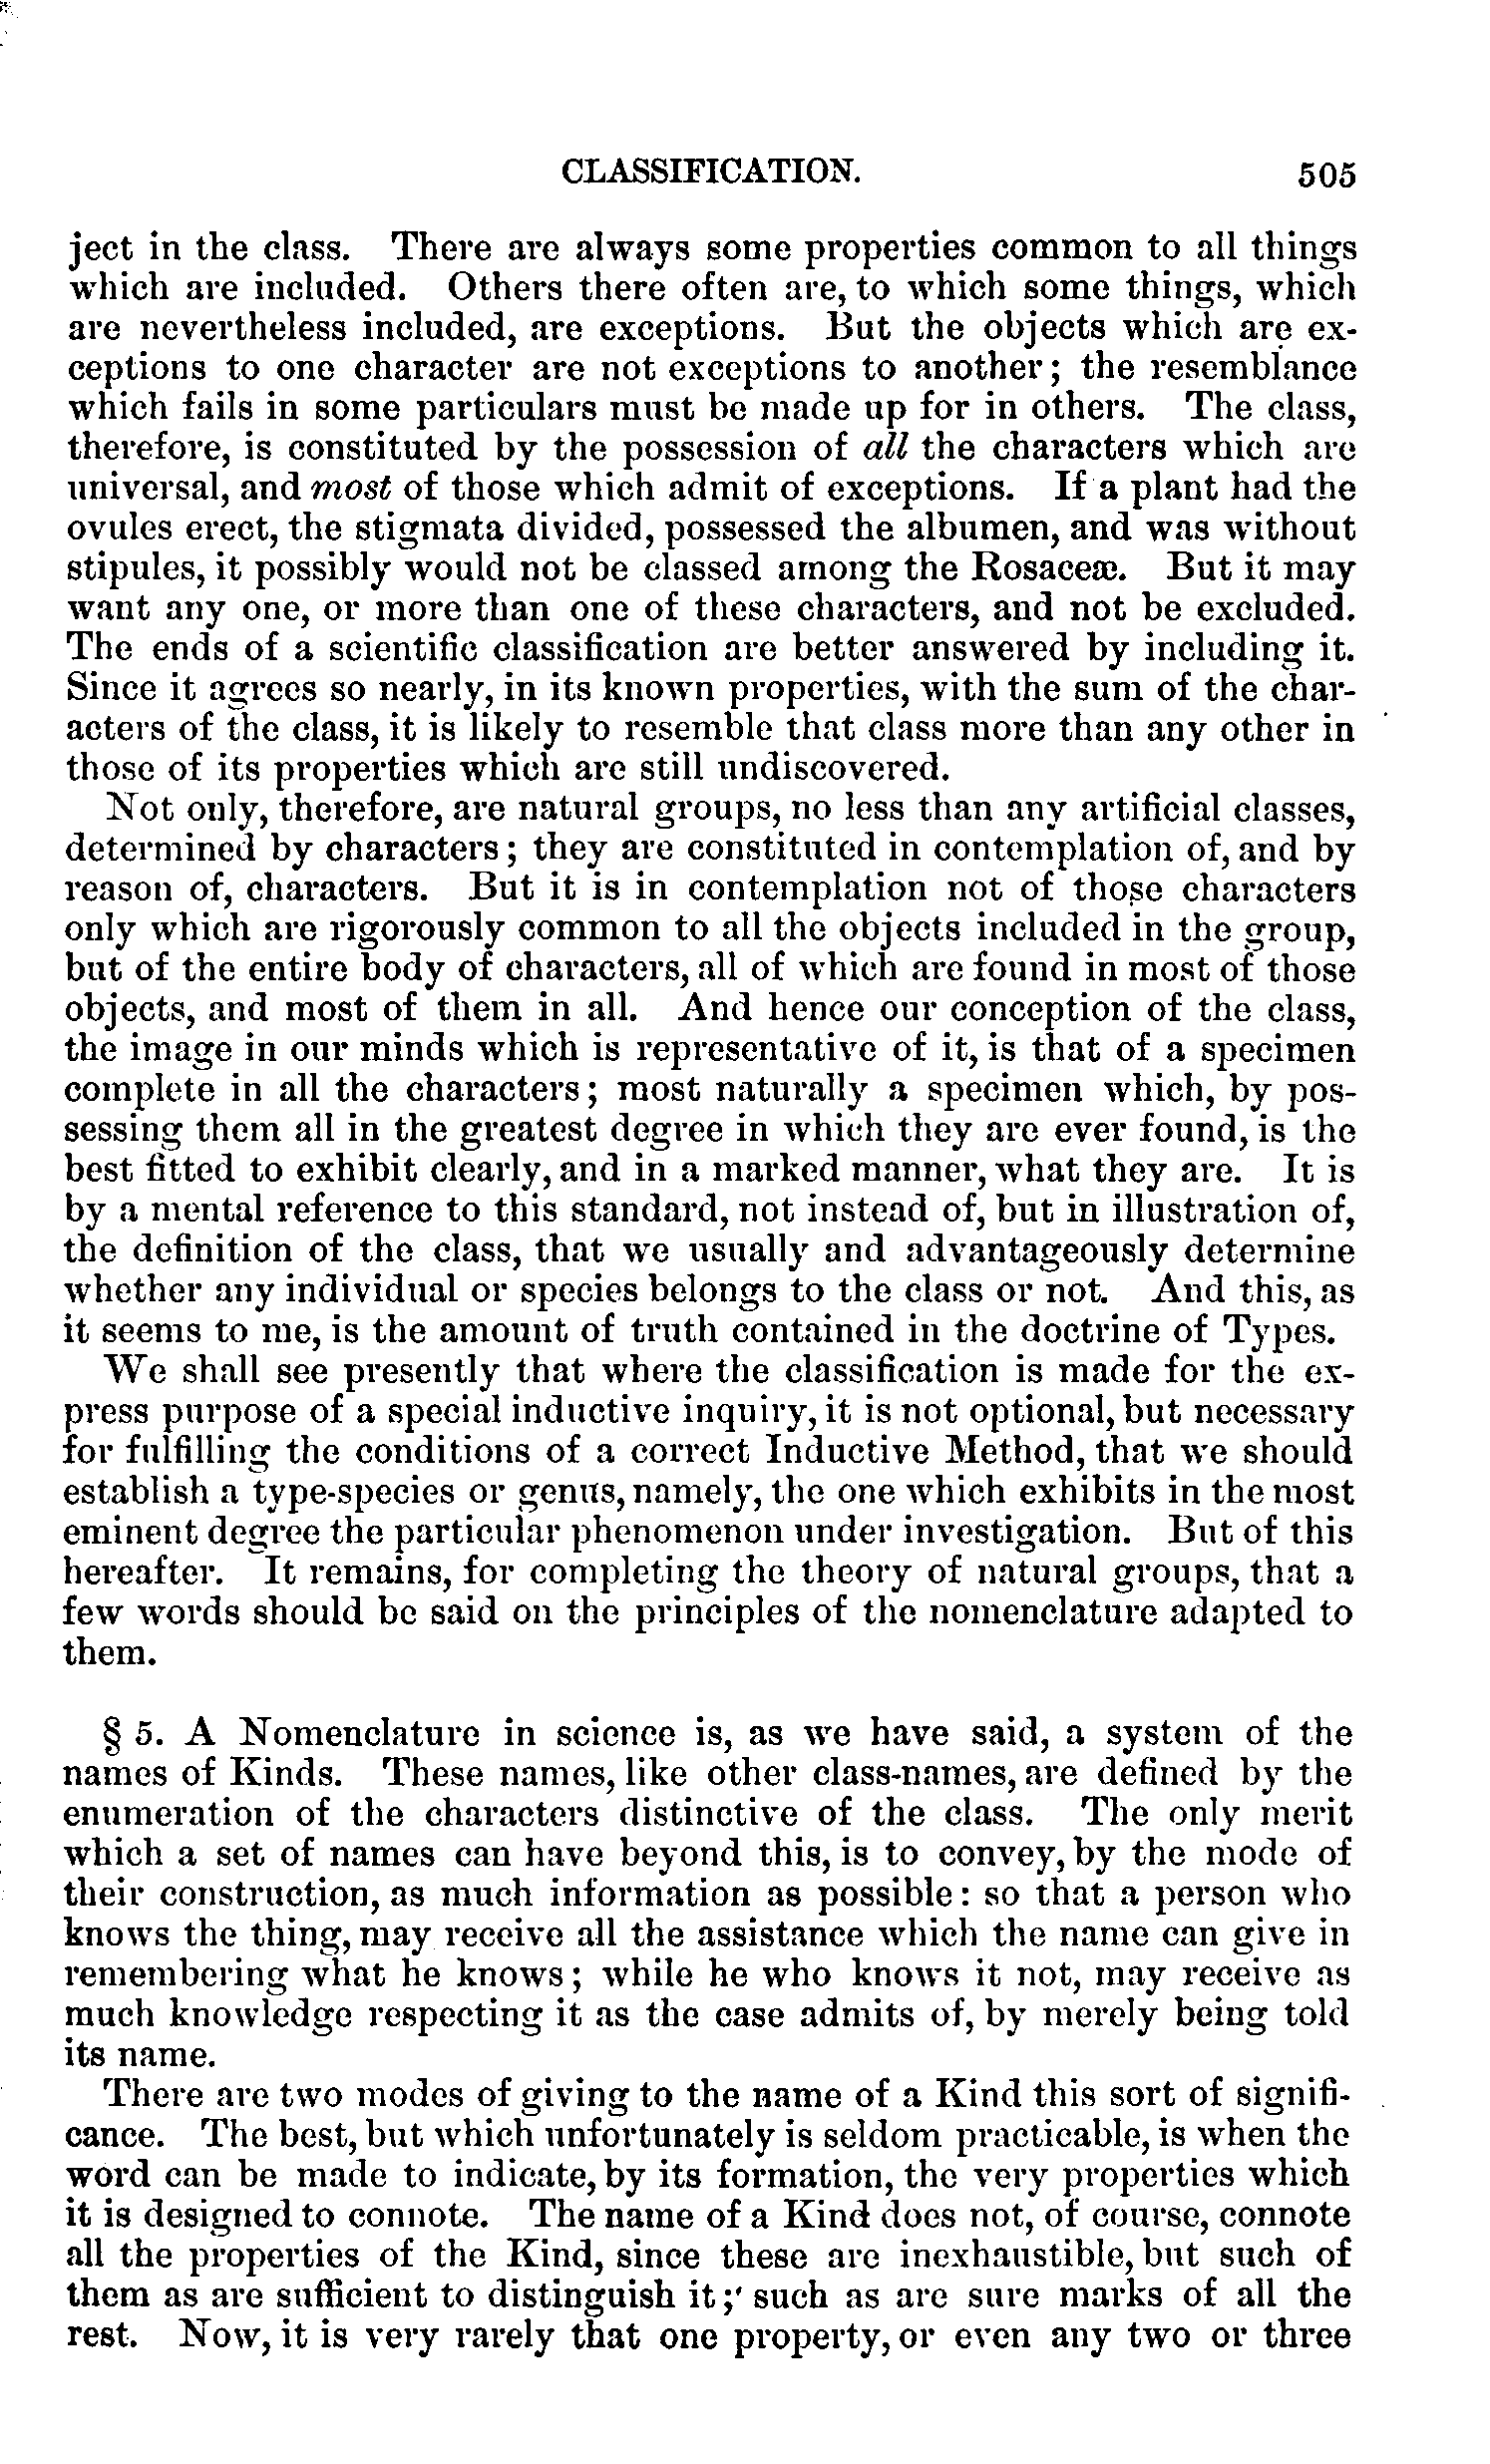 CLASSIFICATION. 505
ject in the class. There are always some properties common to all things
which are included. Others there often are, to which some things, which
are nevertheless included, are exceptions. But the objects which are ex-
ceptions to one character are not exceptions to another; the resemblance
which fails in some particulars must be made up for in others. The class,
therefore, is constituted by the possession of all the characters which are
universal, and most of those which admit of exceptions. If a plant had the
ovules erect, the stigmata divided, possessed the albumen, and was without
stipules, it possibly would not be classed among the Rosaceæ. But it may
want any one, or more than one of these characters, and not be excluded.
The ends of a scientific classification are better answered by including it.
Since it agrees so nearly, in its known properties, with the sum of the char-
acters of the class, it is likely to resemble that class more than any other in
those of its properties which are still undiscovered.
Not only, therefore, are natural groups, no less than any artificial classes,
determined by characters; they are constituted in contemplation of, and by
reason of, characters. But it is in contemplation not of those characters
only which are rigorously common to all the objects included in the group,
but of the entire body of characters, all of which are found in most of those
objects, and most of them in all. And hence our conception of the class,
the image in our minds which is representative of it, is that of a specimen
complete in all the characters; most naturally a specimen which, by pos-
sessing them all in the greatest degree in which they are ever found, is the
best fitted to exhibit clearly, and in a marked manner, what they are. It is
by a mental reference to this standard, not instead of, but in illustration of,
the definition of the class, that we usually and advantageously determine
whether any individual or species belongs to the class or not. And this, as
it seems to me, is the amount of truth contained in the doctrine of Types.
We shall see presently that where the classification is made for the ex-
press purpose of a special inductive inquiry, it is not optional, but necessary
for fulfilling the conditions of a correct Inductive Method, that we should
establish a type-species or genus, namely, the one which exhibits in the most
eminent degree the particular phenomenon under investigation. But of this
hereafter. It remains, for completing the theory of natural groups, that a
few words should be said on the principles of the nomenclature adapted to
them.
§ 5. A Nomenclature in science is, as we have said, a system of the
names of Kinds. These names, like other class-names, are defined by the
enumeration of the characters distinctive of the class. The only merit
which a set of names can have beyond this, is to convey, by the mode of
their construction, as much information as possible: so that a person who
knows the thing, may receive all the assistance which the name can give in
remembering what he knows; while he who knows it not, may receive as
much knowledge respecting it as the case admits of, by merely being told
its name.
There are two modes of giving to the name of a Kind this sort of signifi-
cance. The best, but which unfortunately is seldom practicable, is when the
word can be made to indicate, by its formation, the very properties which
it is designed to connote. The name of a Kind does not, of course, connote
all the properties of the Kind, since these are inexhaustible, but such of
them as are sufficient to distinguish it; such as are sure marks of all the
rest. Now, it is very rarely that one property, or even any two or three